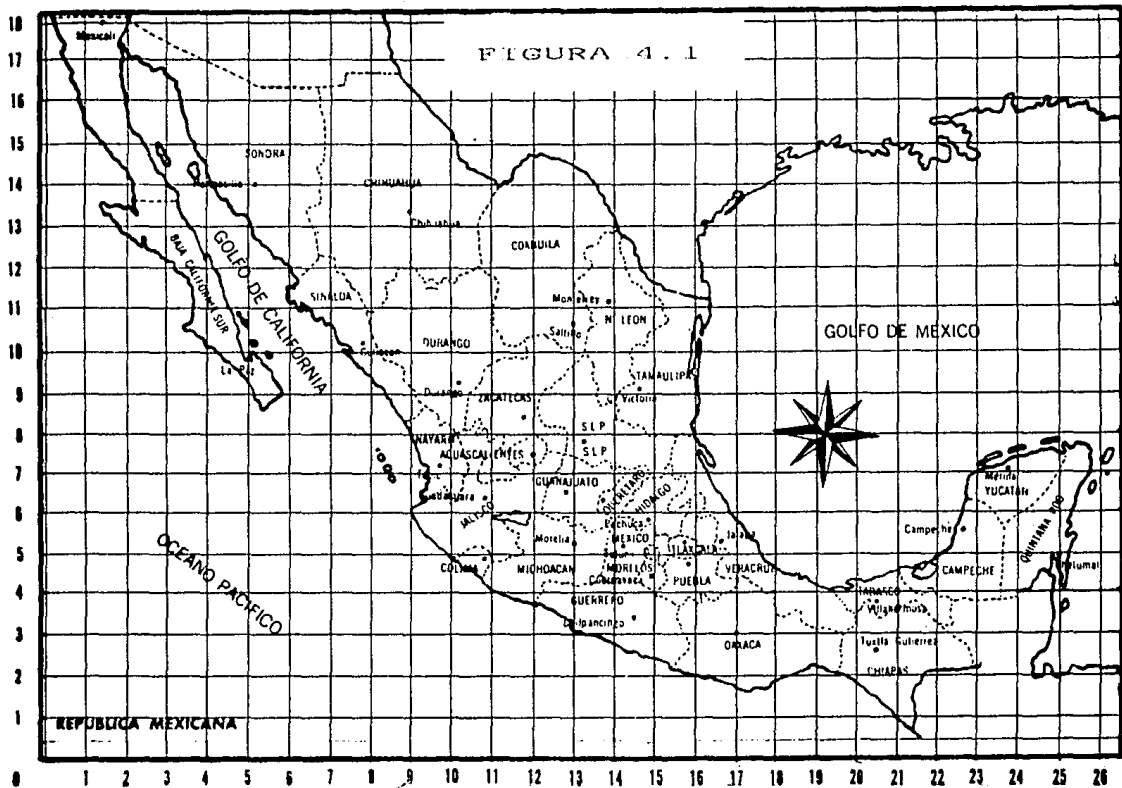 FIGURA 4.1
18
17
16
15
14
13
12
11
10
9
8
7
6
5
4
3
2
1
0
Mexicali
SONORA
CHIHUAHUA
Chihuahua
COAHUILA
BAJA CALIFORNIA SUR
GOLFO DE CALIFORNIA
SINALOA
Monterrey
N LEON
Saltillo
GOLFO DE MEXICO
DURANGO
Culiacan
La Paz
TAMAULIPAS
Durango
ZACATECAS
Victoria
S L P
S L P
NAYARIT
AGUASCALIENTES
GUANAJUATO
QUERETARO
HIDALGO
Guadalajara
JALISCO
Pachuca
MEXICO
Jalapa
Morelia
TLAXCALA
COLIMA
MICHOACAN
MORELOS
PUEBLA
VERACRUZ
Cuernavaca
Merida
YUCATAN
Campeche
QUINTANA ROO
CAMPECHE
Chetumal
OCEANO PACIFICO
GUERRERO
Chilpancingo
TABASCO
Villahermosa
OAXACA
Tuxtla Gutierrez
CHIAPAS
REPUBLICA MEXICANA
1 2 3 4 5 6 7 8 9 10 11 12 13 14 15 16 17 18 19 20 21 22 23 24 25 26